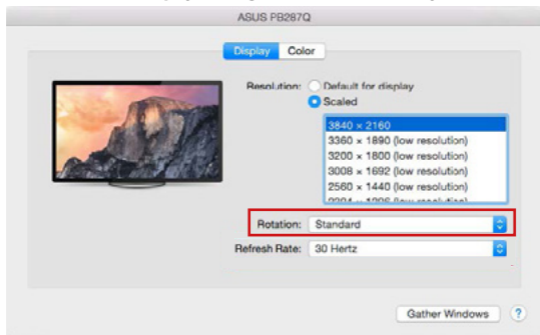 ASUS PB287Q
Display Color
Resolution: Default for display
Scaled
3840 × 2160
3360 × 1890 (low resolution)
3200 × 1800 (low resolution)
3008 × 1692 (low resolution)
2560 × 1440 (low resolution)
Rotation: Standard
Refresh Rate: 30 Hertz
Gather Windows ?